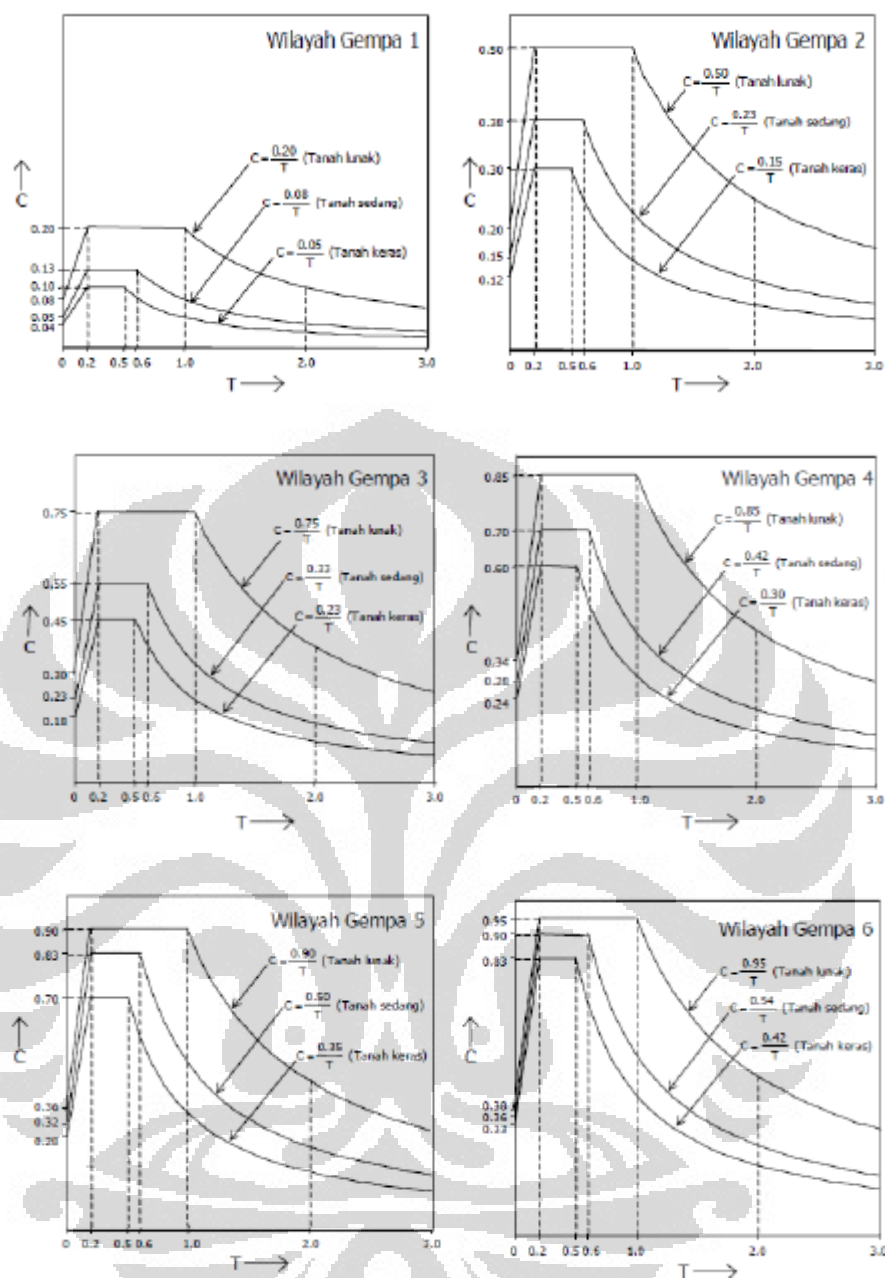 Wilayah Gempa 1
C = 0.20/T (Tanah lunak)
C = 0.08/T (Tanah sedang)
C = 0.05/T (Tanah keras)
C
0.20
0.13
0.10
0.08
0.05
0.04
0 0.2 0.5 0.6 1.0 2.0 3.0
T
Wilayah Gempa 2
C = 0.50/T (Tanah lunak)
C = 0.23/T (Tanah sedang)
C = 0.15/T (Tanah keras)
C
0.50
0.38
0.30
0.20
0.15
0.12
0 0.2 0.5 0.6 1.0 2.0 3.0
T
Wilayah Gempa 3
C = 0.75/T (Tanah lunak)
C = 0.33/T (Tanah sedang)
C = 0.23/T (Tanah keras)
C
0.75
0.55
0.45
0.30
0.23
0.18
0 0.2 0.5 0.6 1.0 2.0 3.0
T
Wilayah Gempa 4
C = 0.85/T (Tanah lunak)
C = 0.42/T (Tanah sedang)
C = 0.30/T (Tanah keras)
C
0.85
0.70
0.60
0.34
0.28
0.24
0 0.2 0.5 0.6 1.0 2.0 3.0
T
Wilayah Gempa 5
C = 0.90/T (Tanah lunak)
C = 0.50/T (Tanah sedang)
C = 0.35/T (Tanah keras)
C
0.90
0.83
0.70
0.36
0.32
0.28
0 0.2 0.5 0.6 1.0 2.0 3.0
T
Wilayah Gempa 6
C = 0.95/T (Tanah lunak)
C = 0.54/T (Tanah sedang)
C = 0.42/T (Tanah keras)
C
0.95
0.90
0.83
0.38
0.36
0.33
0 0.2 0.5 0.6 1.0 2.0 3.0
T